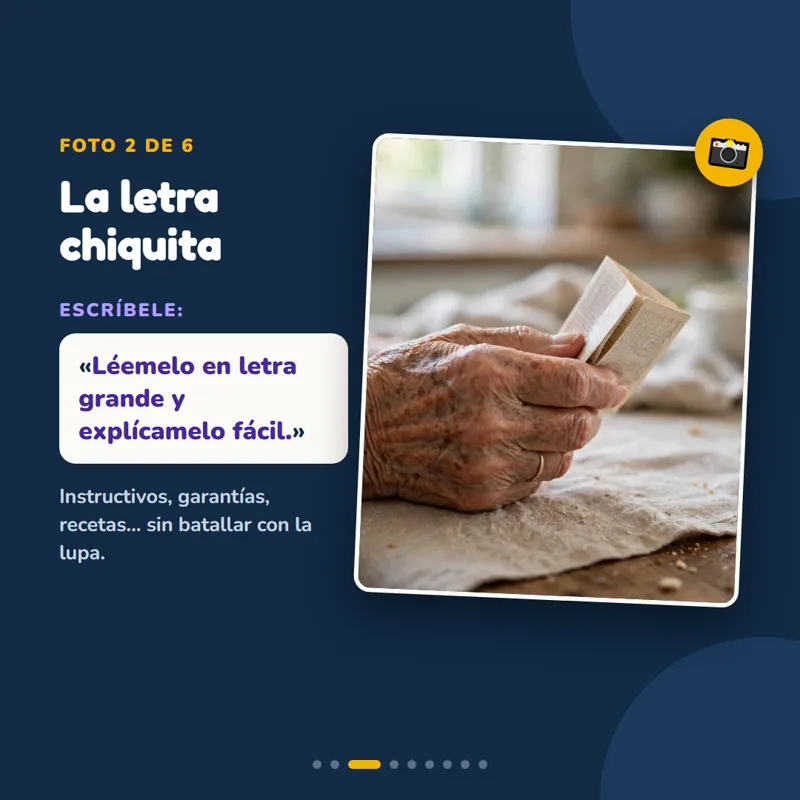 FOTO 2 DE 6
La letra
chiquita
ESCRÍBELE:
«Léemelo en letra
grande y
explícamelo fácil.»
Instructivos, garantías,
recetas... sin batallar con la
lupa.